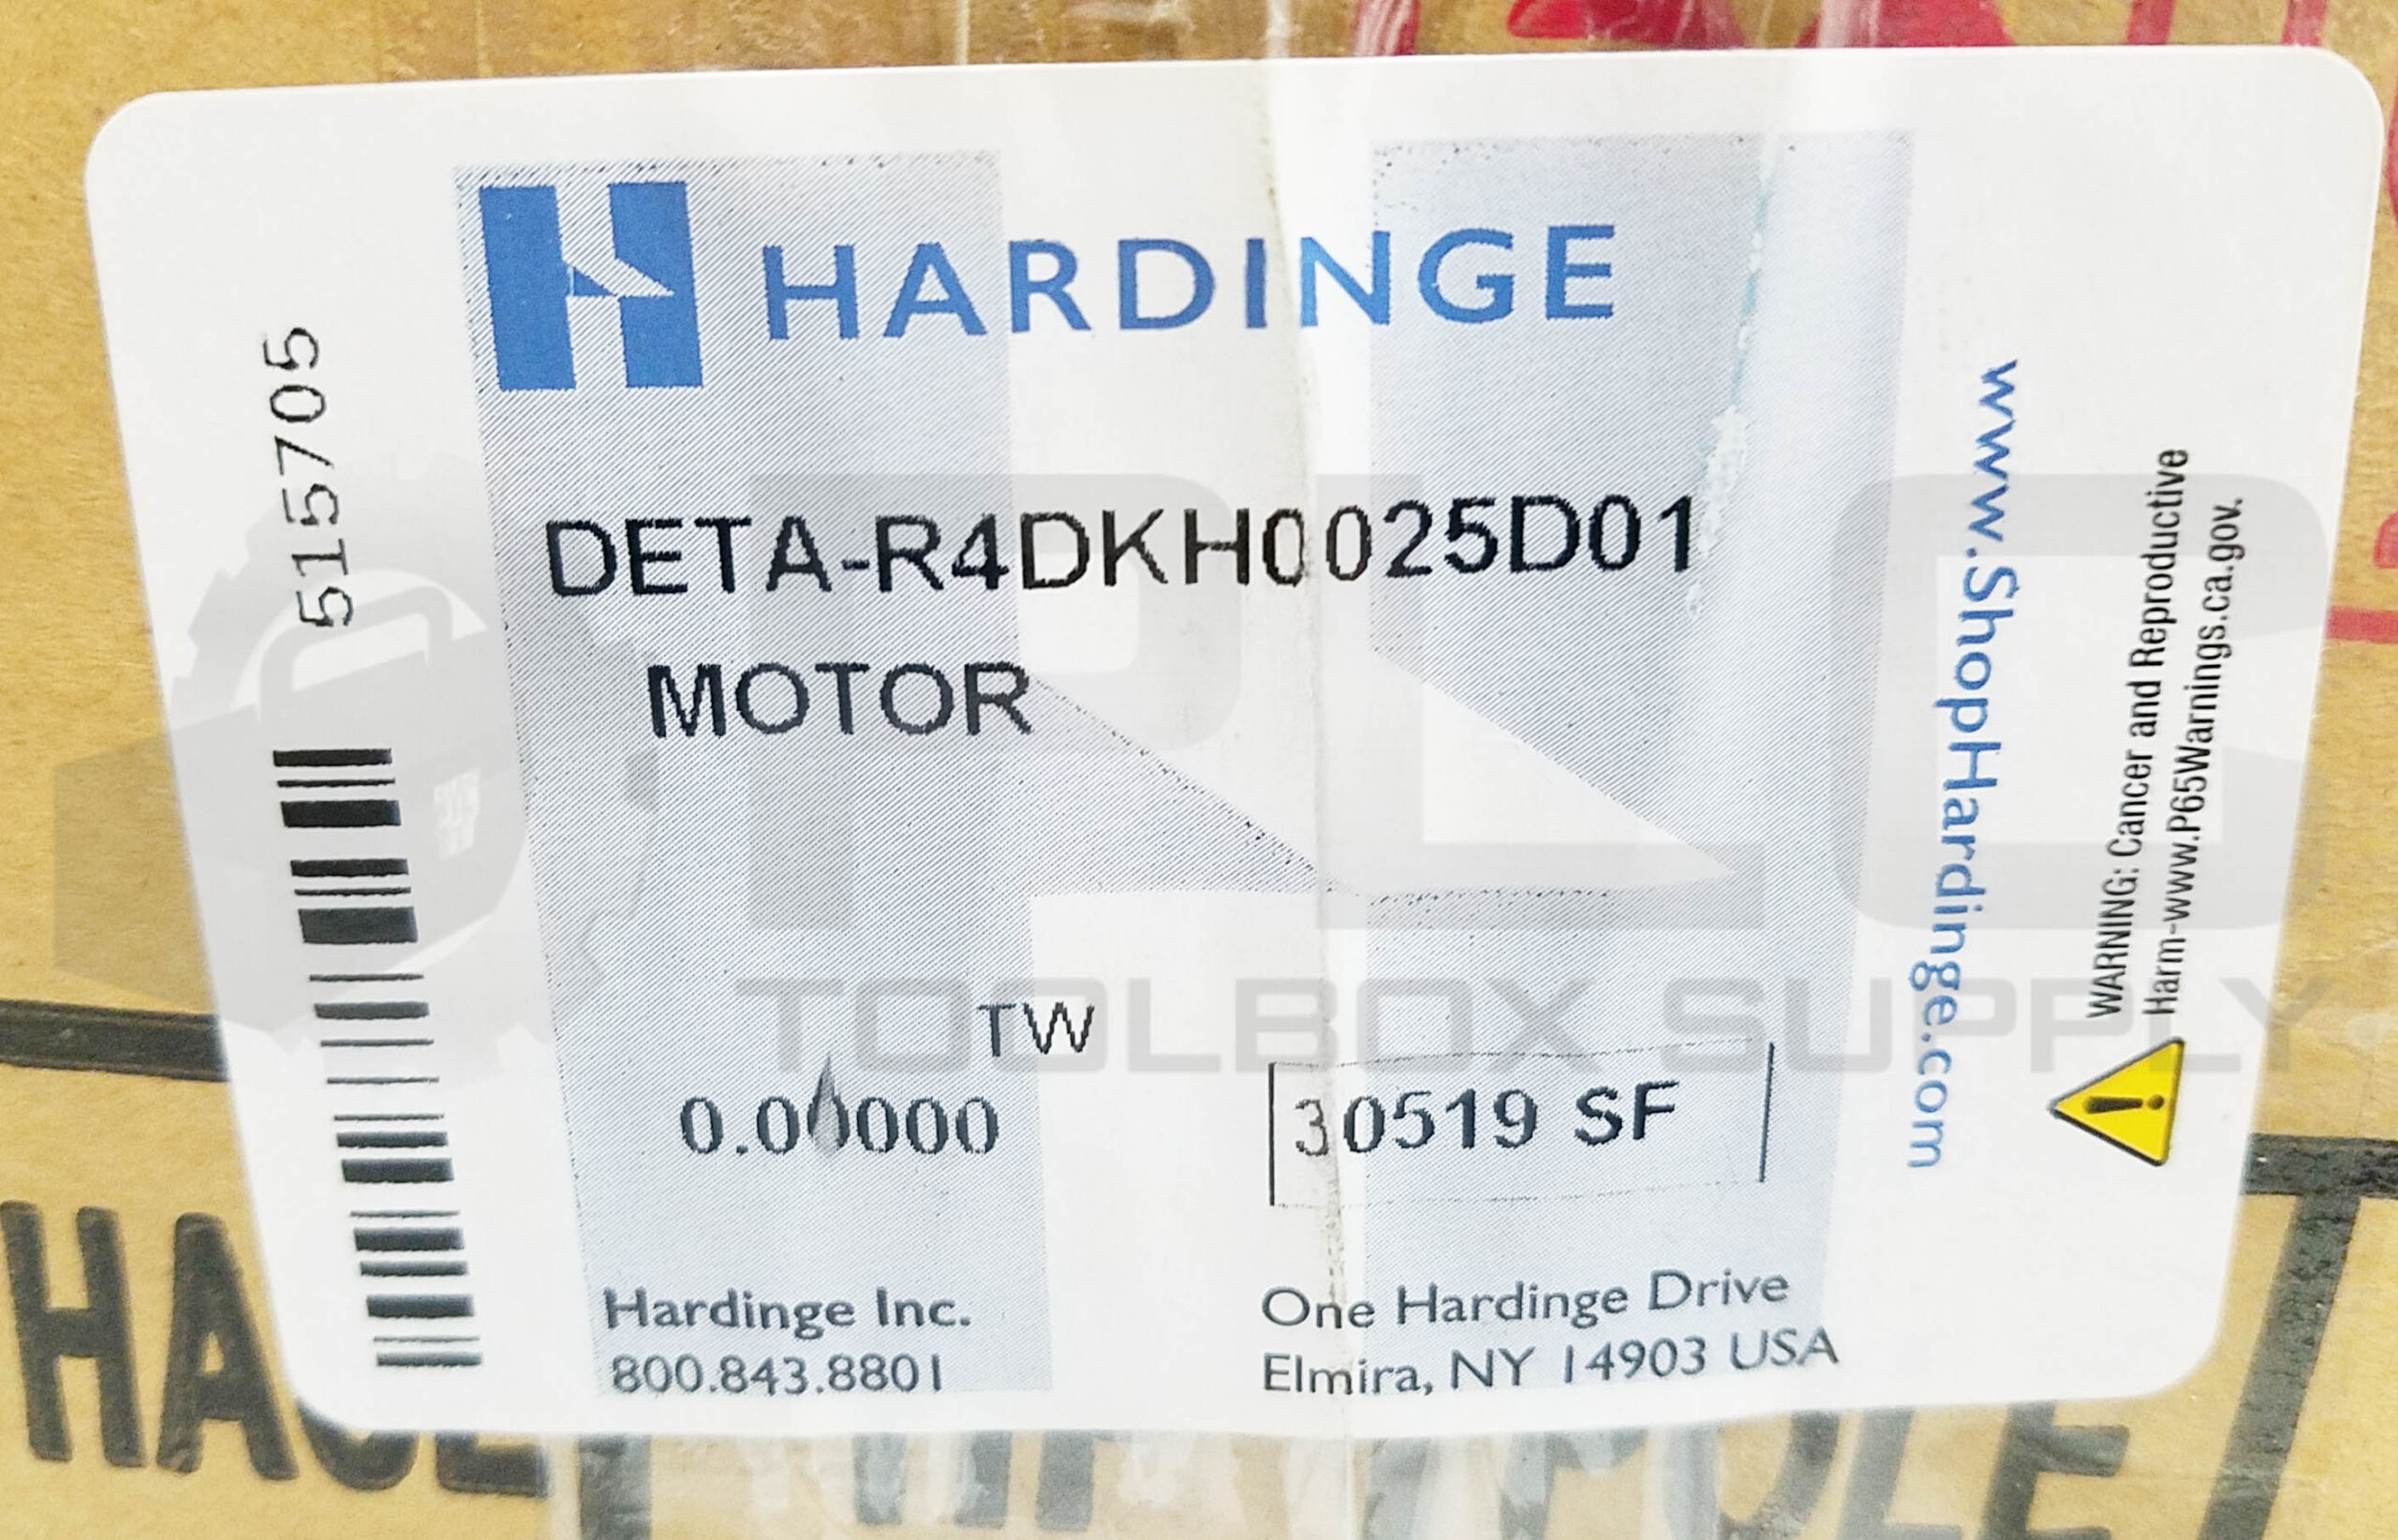 HARDINGE
515705
DETA-R4DKH0025D01
MOTOR
TW
0.00000
30519 SF
Hardinge Inc.
800.843.8801
One Hardinge Drive
Elmira, NY 14903 USA
www.ShopHardinge.com
WARNING: Cancer and Reproductive
Harm-www.P65Warnings.ca.gov.
PLC
TOOLBOX SUPPLY